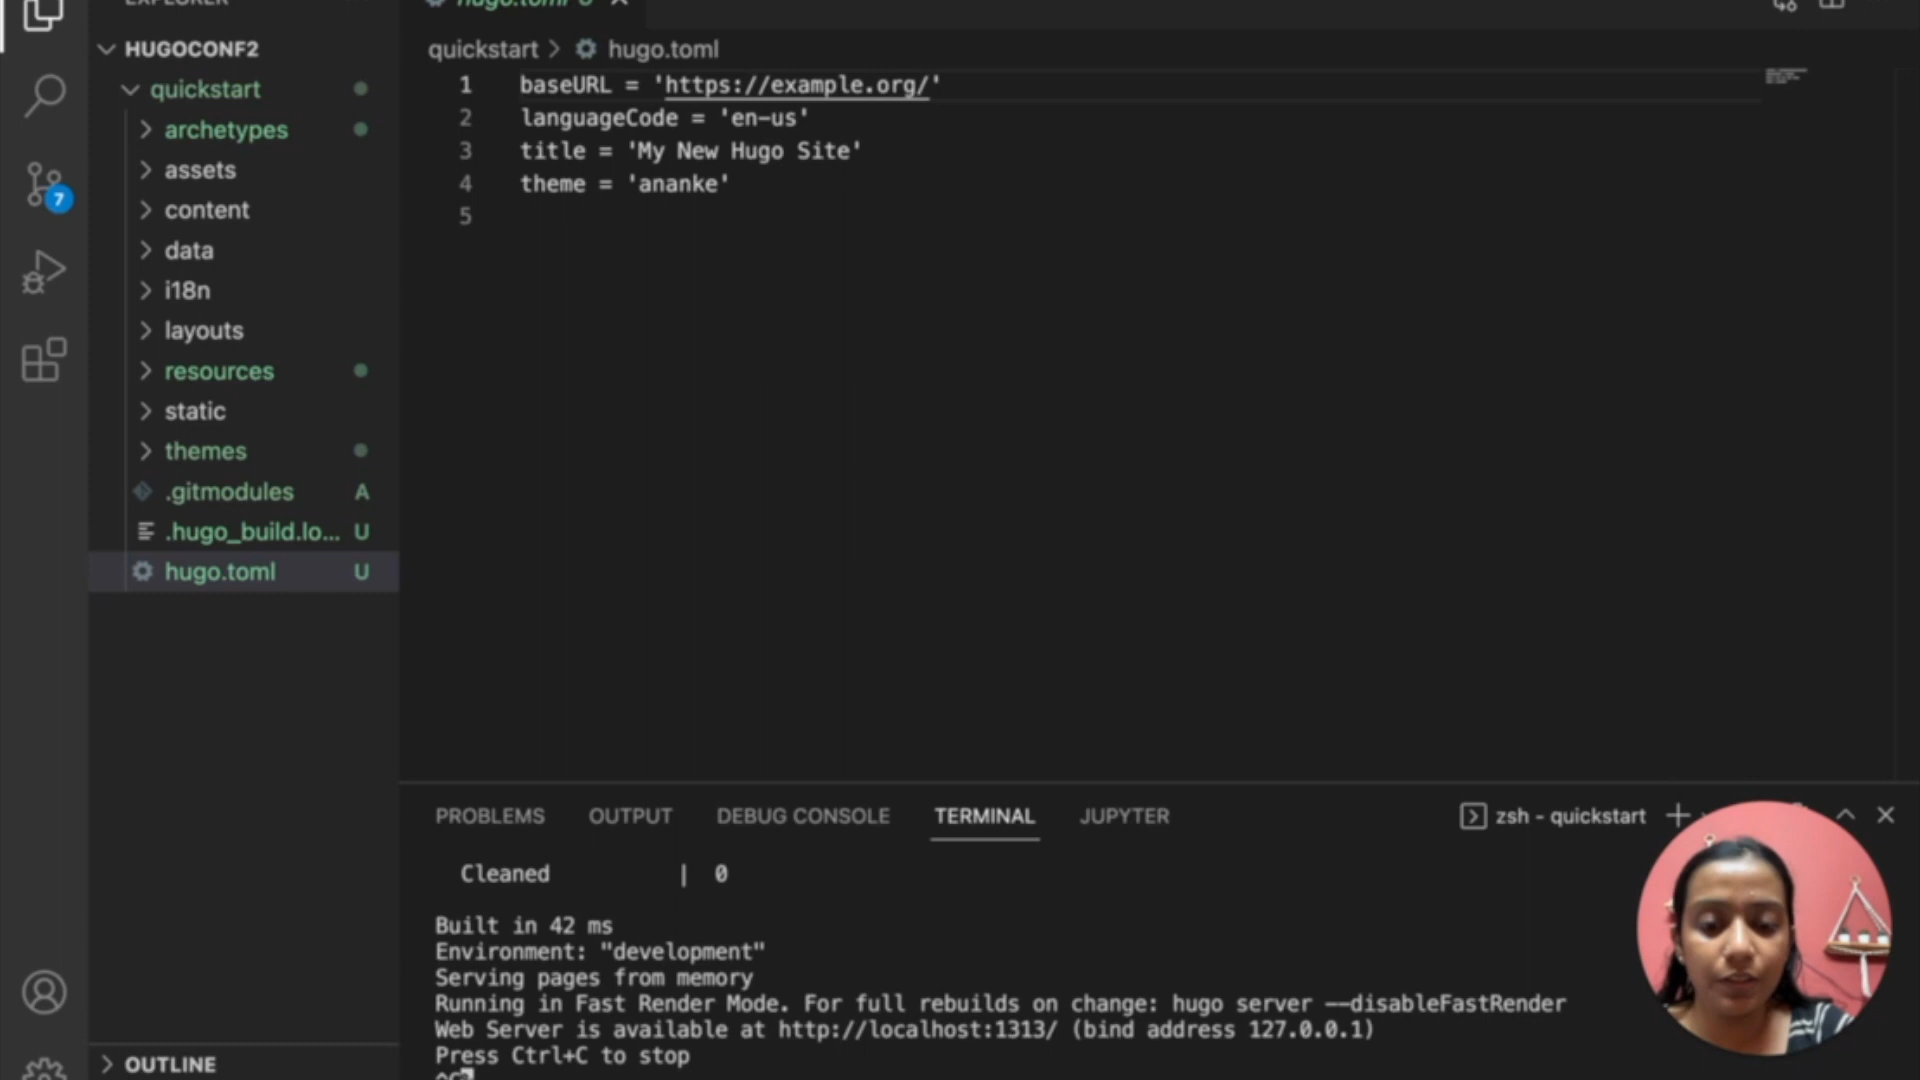 EXPLORER
HUGOCONF2
quickstart
archetypes
assets
content
data
i18n
layouts
resources
static
themes
.gitmodules A
.hugo_build.lo... U
hugo.toml U
OUTLINE
7
hugo.toml U
quickstart > hugo.toml
1 baseURL = 'https://example.org/'
2 languageCode = 'en-us'
3 title = 'My New Hugo Site'
4 theme = 'ananke'
5
PROBLEMS OUTPUT DEBUG CONSOLE TERMINAL JUPYTER zsh - quickstart
Cleaned | 0
Built in 42 ms
Environment: "development"
Serving pages from memory
Running in Fast Render Mode. For full rebuilds on change: hugo server --disableFastRender
Web Server is available at http://localhost:1313/ (bind address 127.0.0.1)
Press Ctrl+C to stop
^C